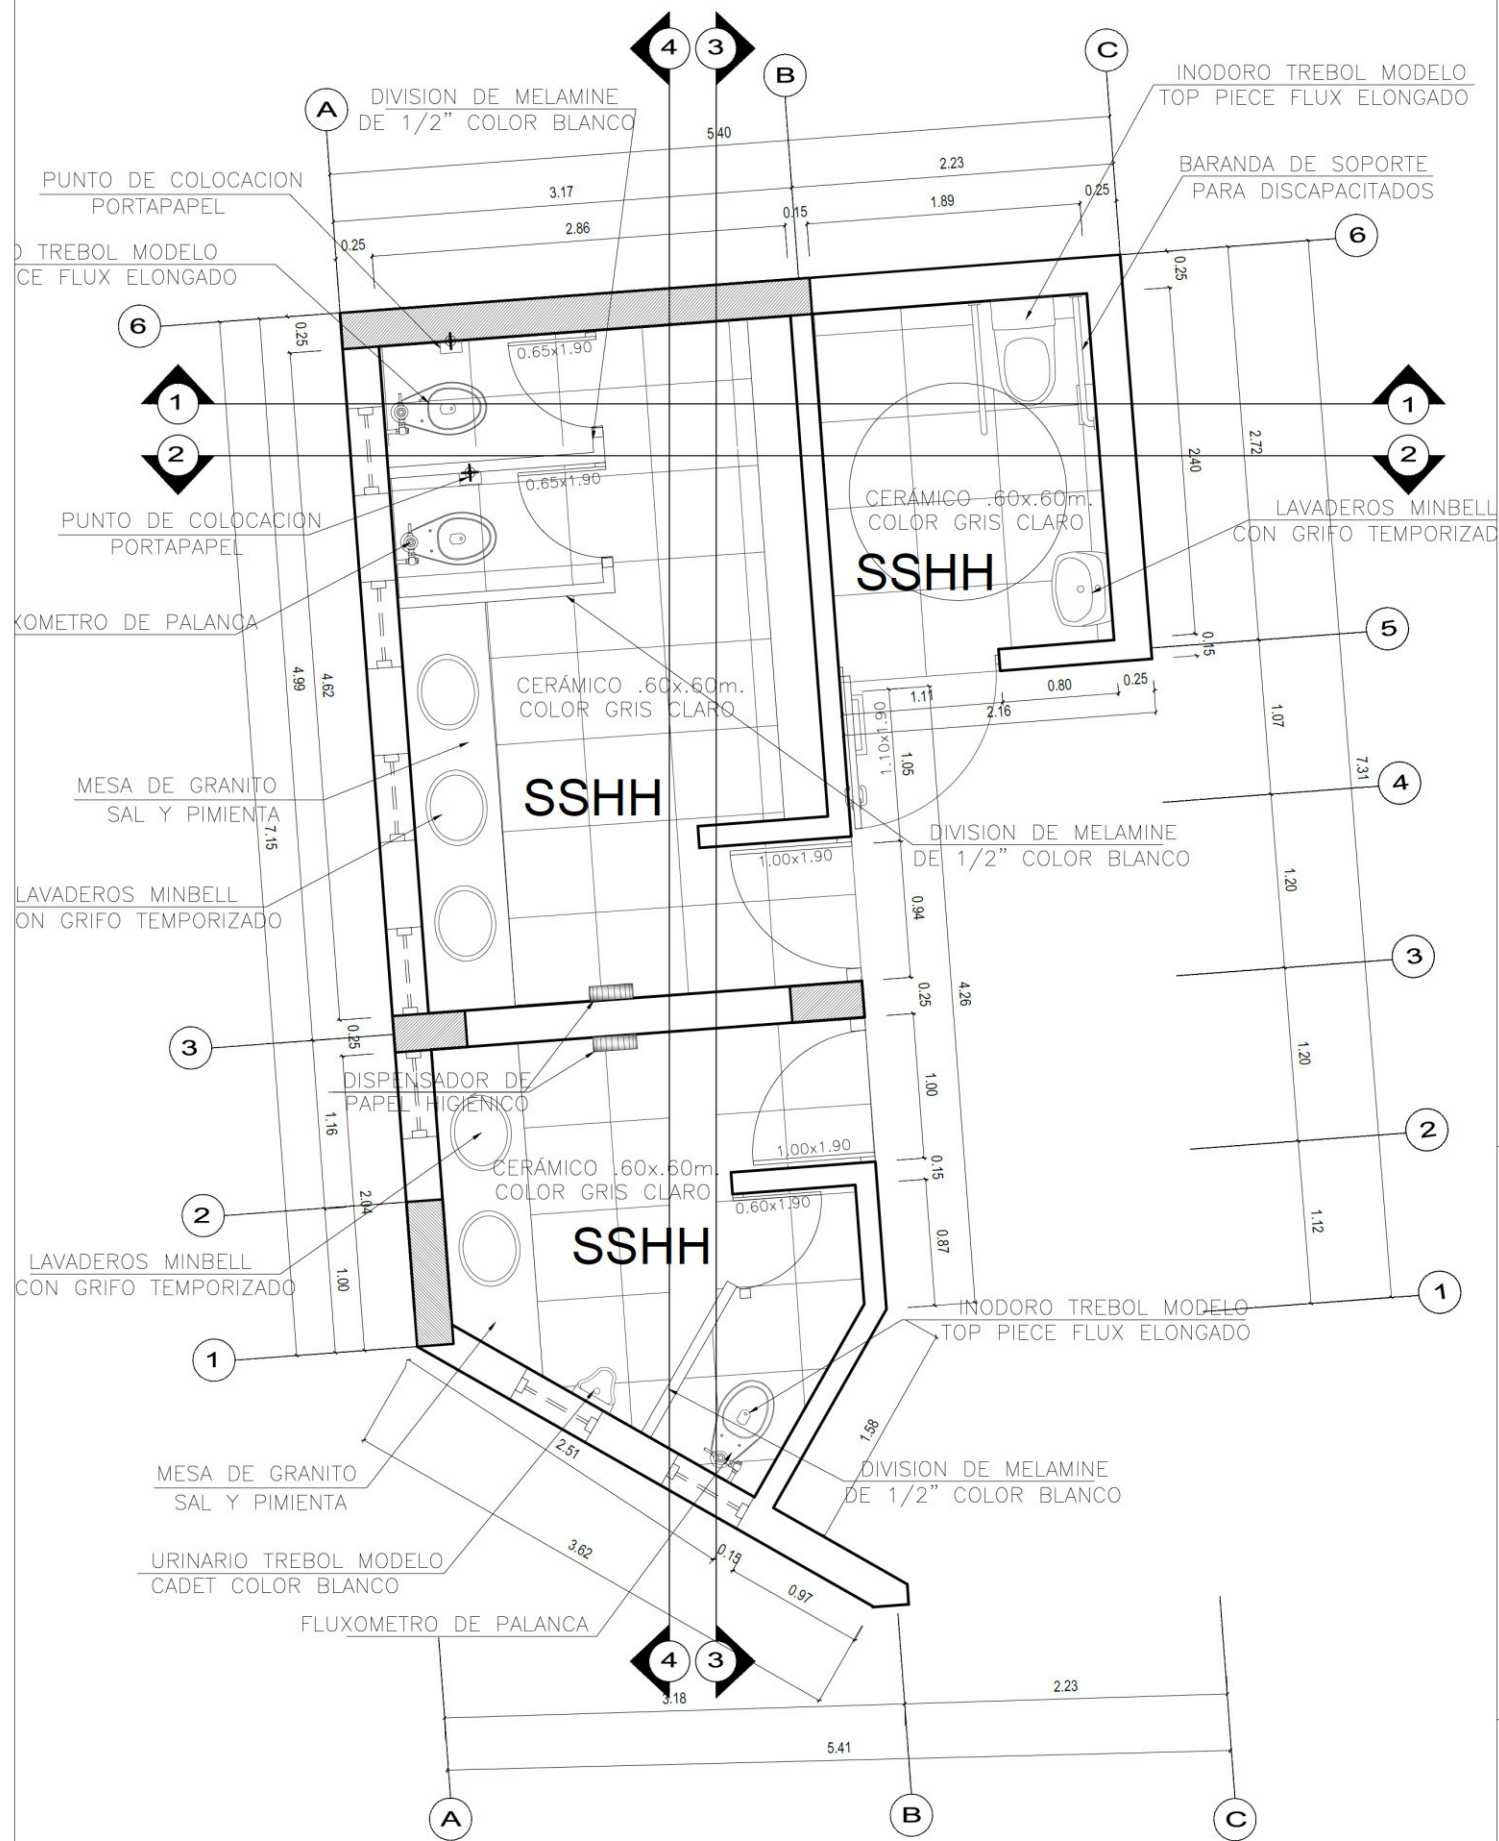 4
3
C
B
A
DIVISION DE MELAMINE
DE 1/2" COLOR BLANCO
INODORO TREBOL MODELO
TOP PIECE FLUX ELONGADO
5.40
2.23
3.17
1.89
0.25
0.15
2.86
0.25
BARANDA DE SOPORTE
PARA DISCAPACITADOS
PUNTO DE COLOCACION
PORTAPAPEL
O TREBOL MODELO
CE FLUX ELONGADO
6
6
0.25
0.25
0.65x1.90
1
1
2
2
2.72
2.40
0.65x1.90
CERÁMICO .60x.60m.
COLOR GRIS CLARO
SSHH
LAVADEROS MINBELL
CON GRIFO TEMPORIZAD
PUNTO DE COLOCACION
PORTAPAPEL
XOMETRO DE PALANCA
5
0.15
4.99
4.62
CERÁMICO .60x.60m.
COLOR GRIS CLARO
SSHH
1.11
0.80
0.25
2.16
1.10x1.90
1.05
1.07
7.31
4
MESA DE GRANITO
SAL Y PIMIENTA
7.15
DIVISION DE MELAMINE
DE 1/2" COLOR BLANCO
1.00x1.90
LAVADEROS MINBELL
ON GRIFO TEMPORIZADO
0.94
1.20
3
0.25
4.26
3
0.25
1.20
DISPENSADOR DE
PAPEL HIGIENICO
1.00
1.16
2
1.00x1.90
CERÁMICO .60x.60m.
COLOR GRIS CLARO
SSHH
0.15
0.60x1.90
2
2.04
0.87
1.12
LAVADEROS MINBELL
CON GRIFO TEMPORIZADO
1.00
1
1
INODORO TREBOL MODELO
TOP PIECE FLUX ELONGADO
1.58
2.51
MESA DE GRANITO
SAL Y PIMIENTA
DIVISION DE MELAMINE
DE 1/2" COLOR BLANCO
3.62
0.15
0.97
URINARIO TREBOL MODELO
CADET COLOR BLANCO
FLUXOMETRO DE PALANCA
4
3
3.18
2.23
5.41
A
B
C